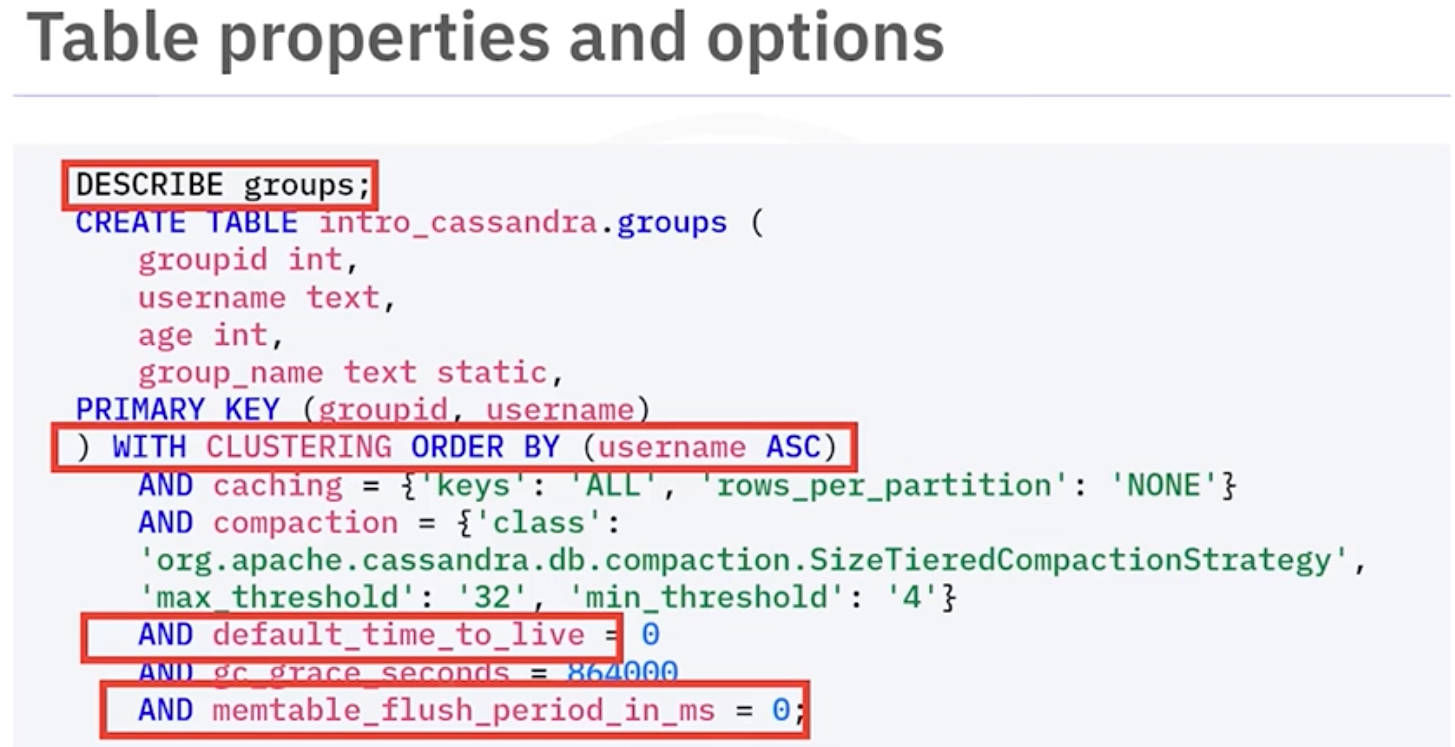 Table properties and options
DESCRIBE groups;
CREATE TABLE intro_cassandra.groups (
groupid int,
username text,
age int,
group_name text static,
PRIMARY KEY (groupid, username)
) WITH CLUSTERING ORDER BY (username ASC)
AND caching = {'keys': 'ALL', 'rows_per_partition': 'NONE'}
AND compaction = {'class':
'org.apache.cassandra.db.compaction.SizeTieredCompactionStrategy',
'max_threshold': '32', 'min_threshold': '4'}
AND default_time_to_live = 0
AND gc_grace_seconds = 864000
AND memtable_flush_period_in_ms = 0;